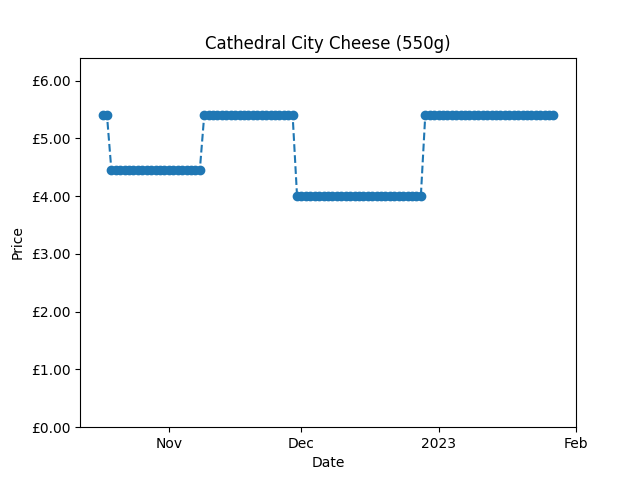 Cathedral City Cheese (550g)
£6.00
£5.00
£4.00
£3.00
£2.00
£1.00
£0.00
Price
Nov Dec 2023 Feb
Date